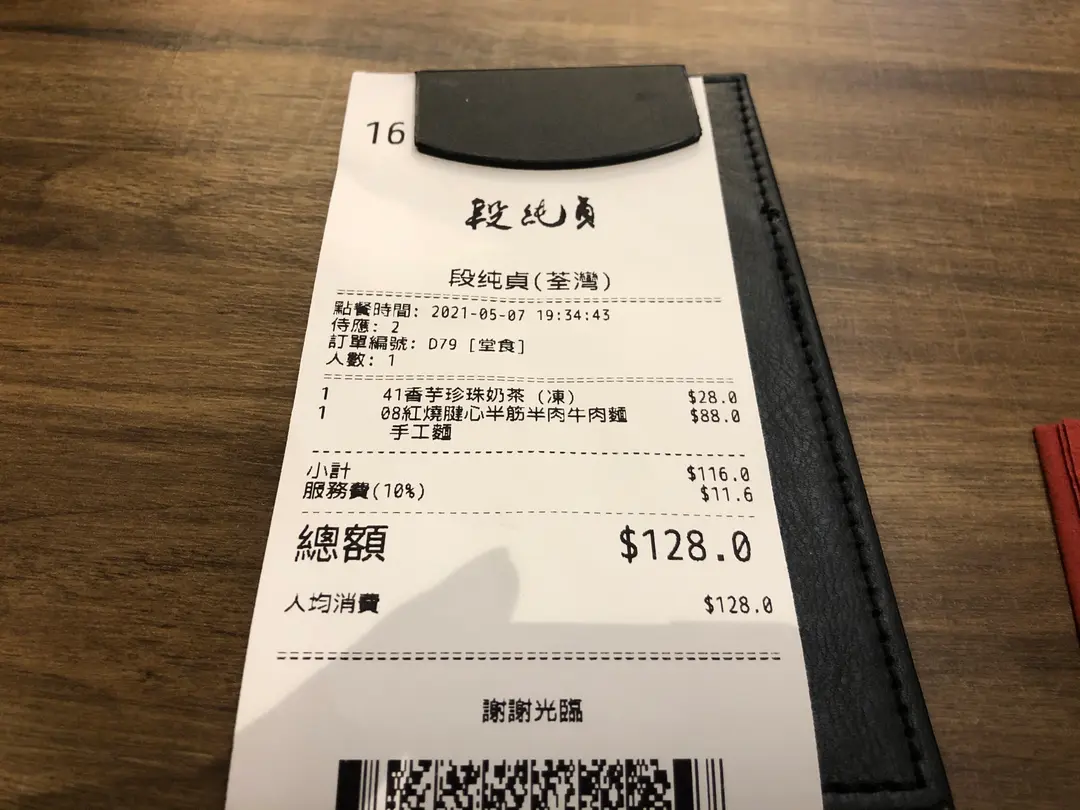 16
段純貞
段纯貞(荃灣)
點餐時間: 2021-05-07 19:34:43
侍應: 2
訂單編號: D79 [堂食]
人數: 1
1 41香芋珍珠奶茶 (凍) $28.0
1 08紅燒腱心半筋半肉牛肉麵 $88.0
手工麵
小計 $116.0
服務費(10%) $11.6
總額 $128.0
人均消費 $128.0
謝謝光臨